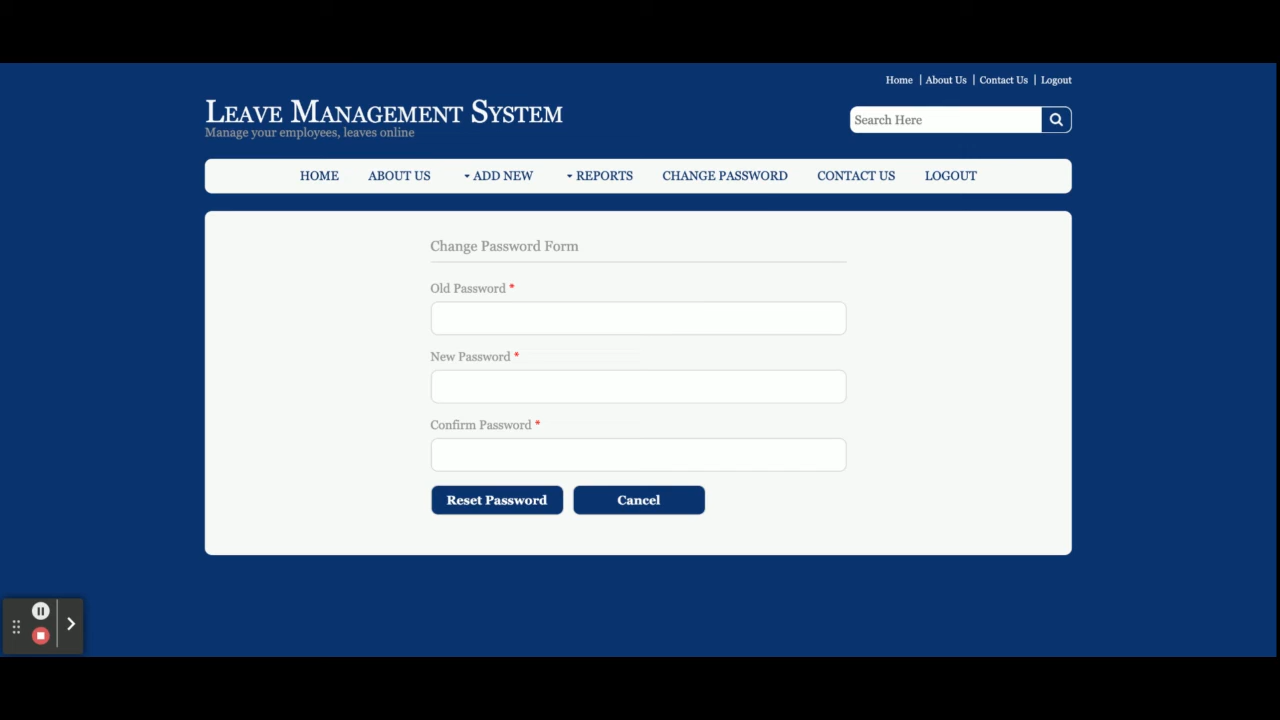 Home | About Us | Contact Us | Logout
LEAVE MANAGEMENT SYSTEM
Manage your employees, leaves online
Search Here
HOME ABOUT US ADD NEW REPORTS CHANGE PASSWORD CONTACT US LOGOUT
Change Password Form
Old Password *
New Password *
Confirm Password *
Reset Password Cancel